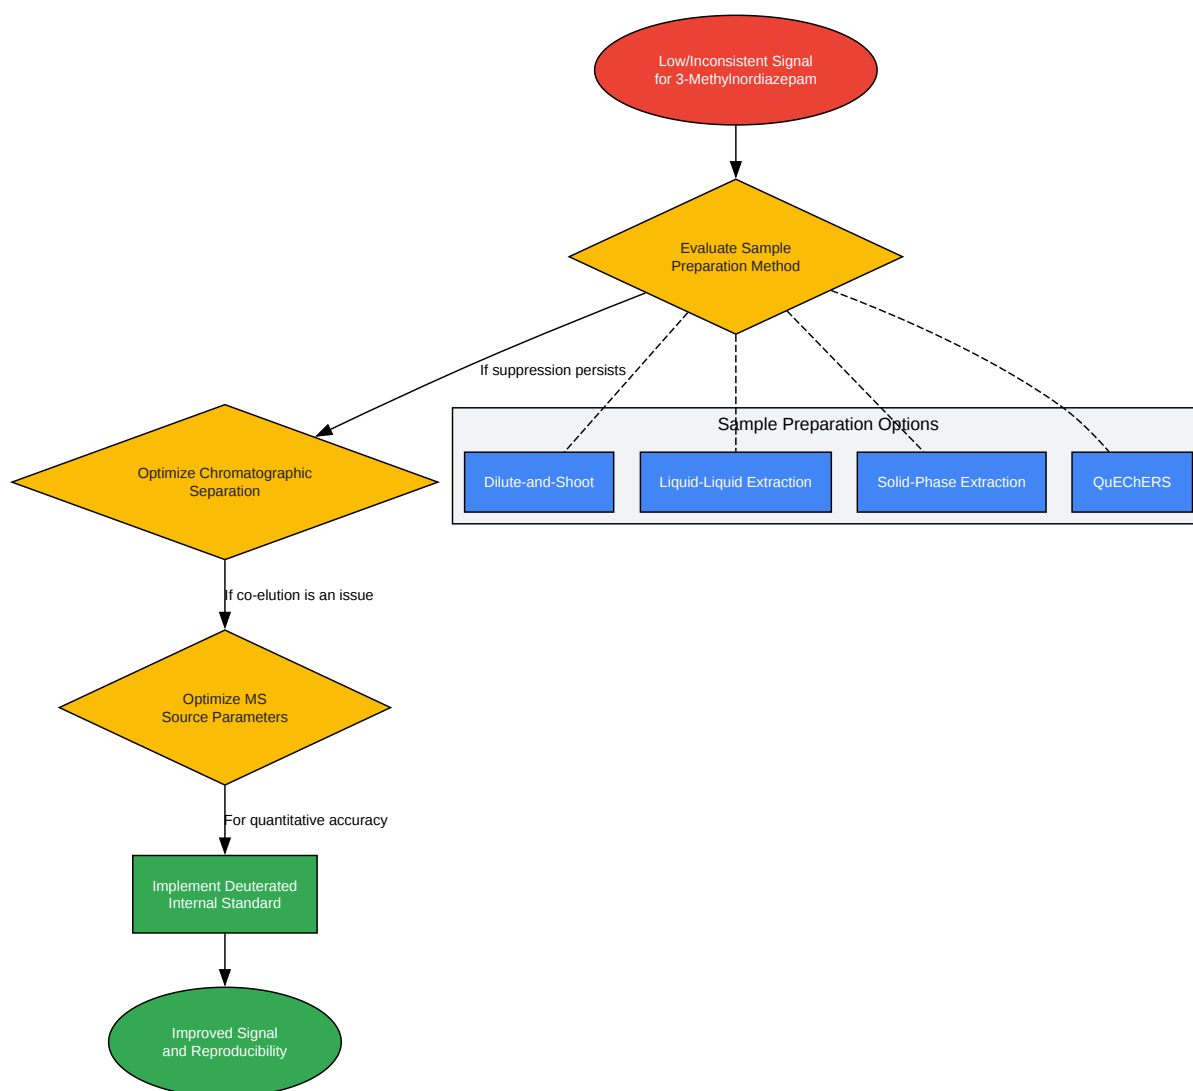 Low/Inconsistent Signal
for 3-Methylnordiazepam
Evaluate Sample
Preparation Method
If suppression persists
Sample Preparation Options
Dilute-and-Shoot
Liquid-Liquid Extraction
Solid-Phase Extraction
QuEChERS
Optimize Chromatographic
Separation
If co-elution is an issue
Optimize MS
Source Parameters
For quantitative accuracy
Implement Deuterated
Internal Standard
Improved Signal
and Reproducibility